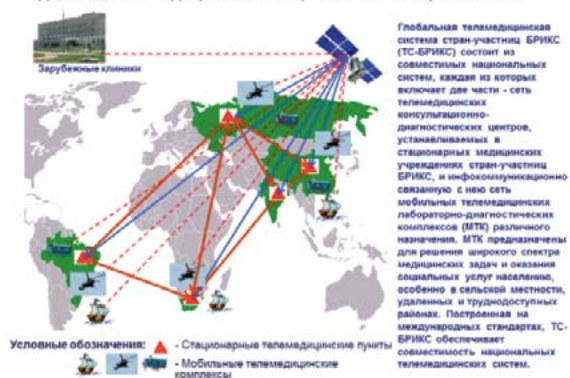 Зарубежные клиники
Глобальная телемедицинская
система стран-участниц БРИКС
(ТС-БРИКС) состоит из
совместимых национальных
систем, каждая из которых
включает две части - сеть
телемедицинских
консультационно-
диагностических центров,
устанавливаемых в
стационарных медицинских
учреждениях стран-участниц
БРИКС, и инфокоммуникационно
связанную с нею сеть
мобильных телемедицинских
лабораторно-диагностических
комплексов (МТК) различного
назначения. МТК предназначены
для решения широкого спектра
медицинских задач и оказания
социальных услуг населению,
особенно в сельской местности,
удаленных и труднодоступных
районах. Построенная на
международных стандартах, ТС-
БРИКС обеспечивает
совместимость национальных
телемедицинских систем.
Условные обозначения:
- Стационарные телемедицинские пункты
- Мобильные телемедицинские
комплексы